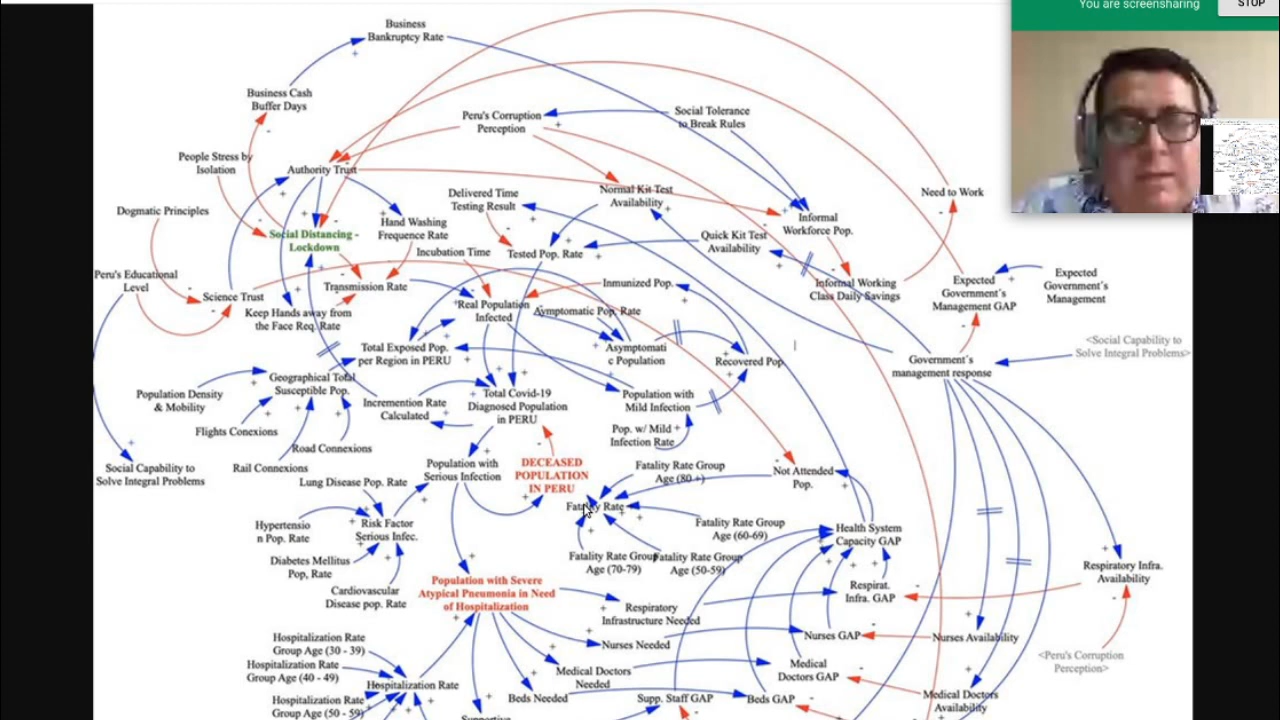 You are screensharing
STOP
Business
Bankruptcy Rate
Business Cash
Buffer Days
Peru's Corruption
Perception
Social Tolerance
to Break Rules
People Stress by
Isolation
Authority Trust
Dogmatic Principles
Delivered Time
Testing Result
Normal Kit Test
Availability
Need to Work
Hand Washing
Frequence Rate
Informal
Workforce Pop.
Social Distancing -
Lockdown
Incubation Time
Tested Pop. Rate
Quick Kit Test
Availability
Peru's Educational
Level
Science Trust
Transmission Rate
Inmunized Pop.
Informal Working
Class Daily Savings
Expected
Government´s
Management GAP
Expected
Government´s
Management
Keep Hands away from
the Face Req. Rate
Real Population
Infected
Aymptomatic Pop. Rate
Total Exposed Pop.
per Region in PERU
Asymptomati
c Population
Recovered Pop.
Government´s
management response
<Social Capability to
Solve Integral Problems>
Geographical Total
Susceptible Pop.
Population Density
& Mobility
Incremention Rate
Calculated
Total Covid-19
Diagnosed Population
in PERU
Population with
Mild Infection
Flights Conexions
Road Connexions
Pop. w/ Mild
Infection Rate
Social Capability to
Solve Integral Problems
Rail Connexions
Population with
Serious Infection
DECEASED
POPULATION
IN PERU
Fatality Rate Group
Age (80 +)
Not Attended
Pop.
Lung Disease Pop. Rate
Fatality Rate
Hypertensio
n Pop. Rate
Risk Factor
Serious Infec.
Fatality Rate Group
Age (60-69)
Health System
Capacity GAP
Diabetes Mellitus
Pop, Rate
Fatality Rate Group
Age (70-79)
Fatality Rate Group
Age (50-59)
Respiratory Infra.
Availability
Cardiovascular
Disease pop. Rate
Population with Severe
Atypical Pneumonia in Need
of Hospitalization
Respirat.
Infra. GAP
Respiratory
Infrastructure Needed
Hospitalization Rate
Group Age (30 - 39)
Nurses Needed
Nurses GAP
Nurses Availability
<Peru's Corruption
Perception>
Hospitalization Rate
Group Age (40 - 49)
Medical Doctors
Needed
Medical
Doctors GAP
Hospitalization Rate
Hospitalization Rate
Group Age (50 - 59)
Beds Needed
Supp. Staff GAP
Beds GAP
Medical Doctors
Availability
Supportive